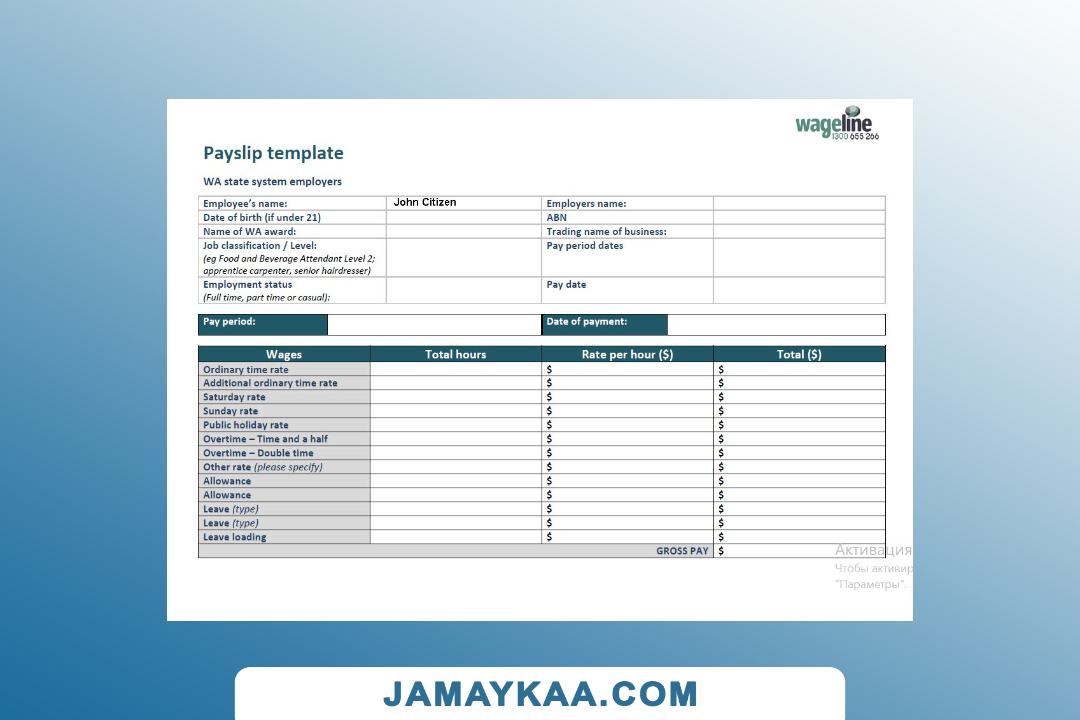 wageline
1300 655 266
Payslip template
WA state system employers
Employee's name: John Citizen Employers name:
Date of birth (if under 21) ABN
Name of WA award: Trading name of business:
Job classification / Level: Pay period dates
(eg Food and Beverage Attendant Level 2;
apprentice carpenter, senior hairdresser)
Employment status Pay date
(Full time, part time or casual):
Pay period: Date of payment:
Wages Total hours Rate per hour ($) Total ($)
Ordinary time rate $ $
Additional ordinary time rate $ $
Saturday rate $ $
Sunday rate $ $
Public holiday rate $ $
Overtime – Time and a half $ $
Overtime – Double time $ $
Other rate (please specify) $ $
Allowance $ $
Allowance $ $
Leave (type) $ $
Leave (type) $ $
Leave loading $ $
GROSS PAY $
Активация
Чтобы активир
"Параметры".
JAMAYKAA.COM